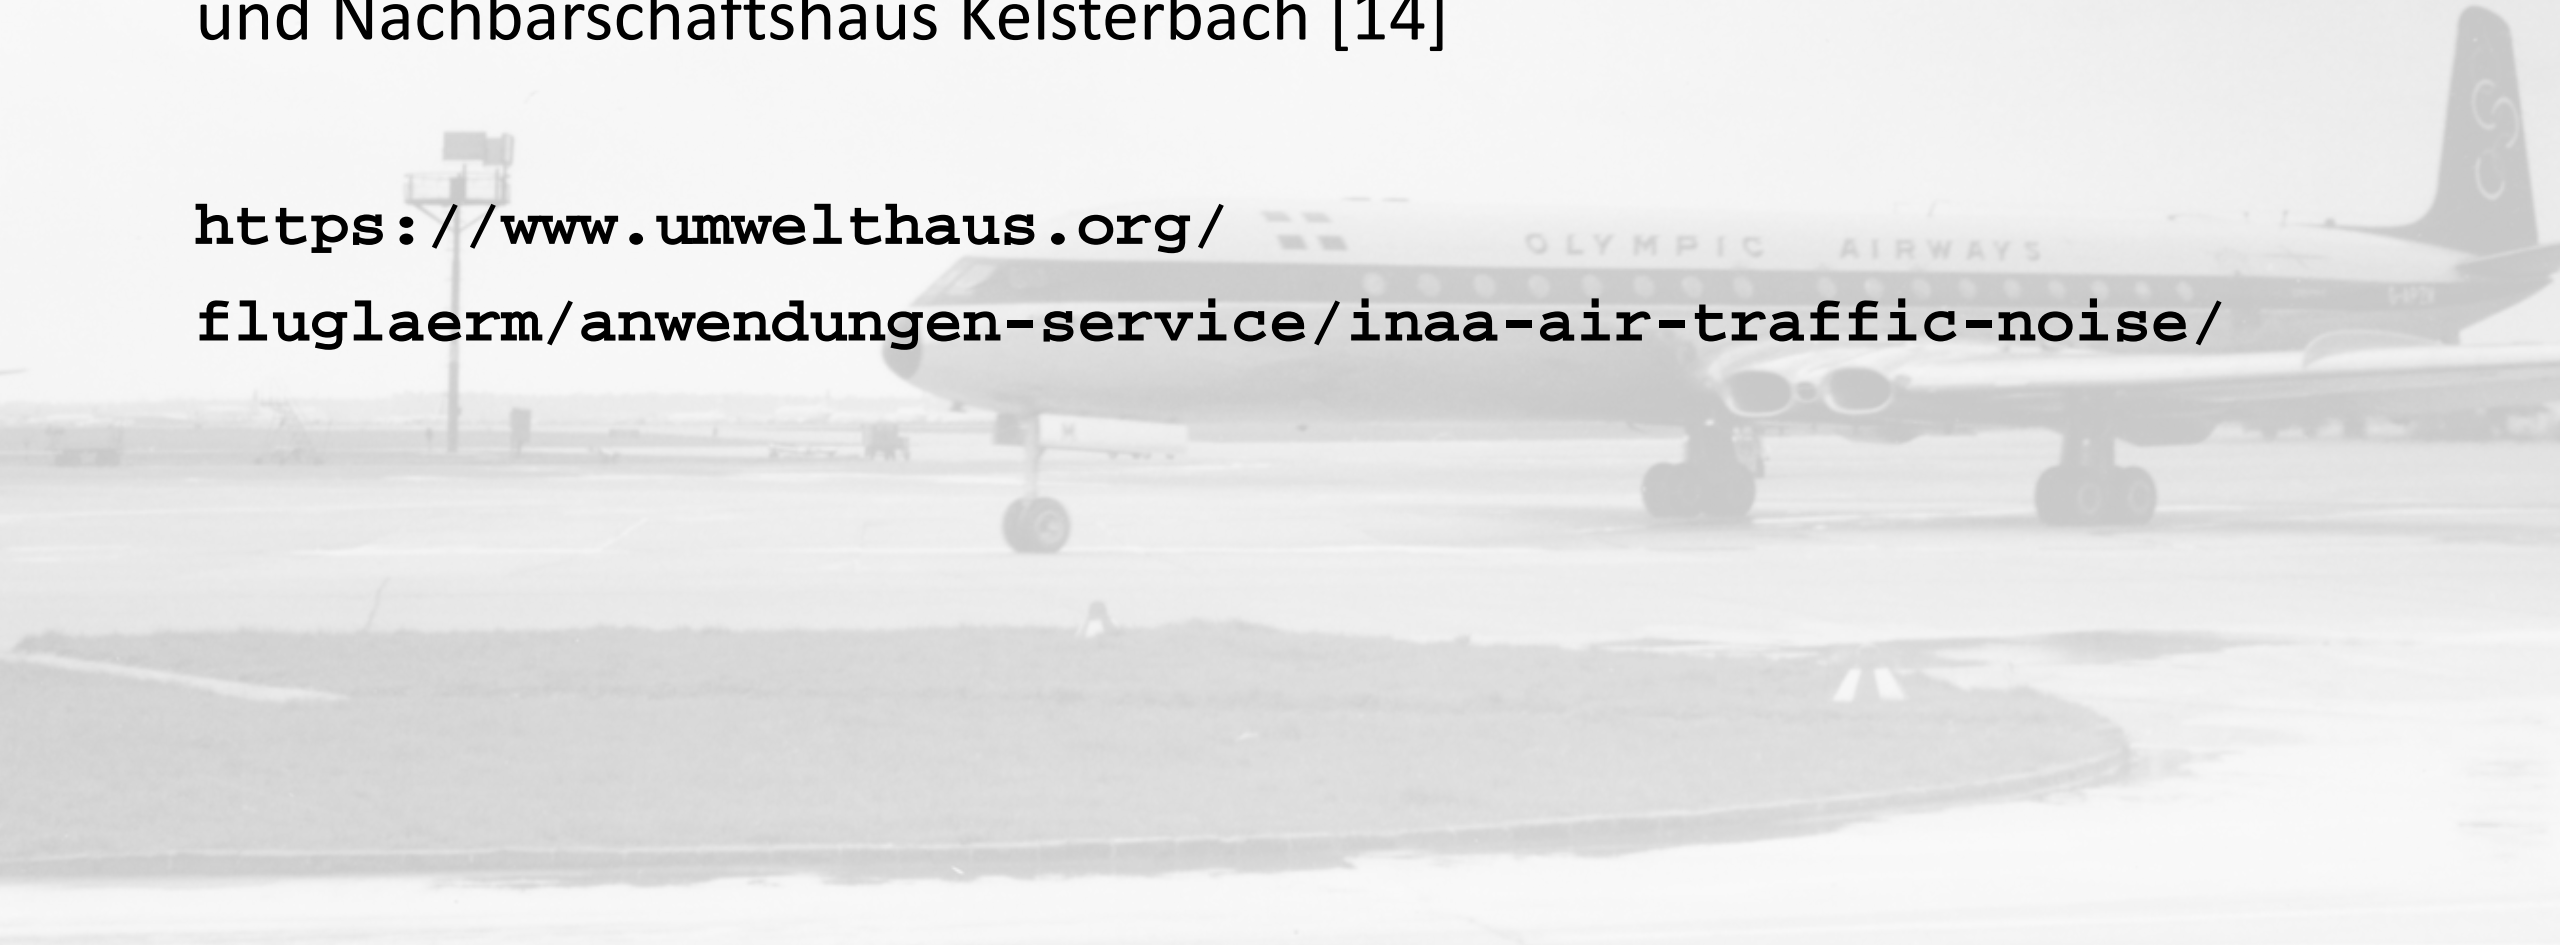 und Nachbarschaftshaus Kelsterbach [14]
https://www.umwelthaus.org/
OLYMPIC AIRWAYS
fluglaerm/anwendungen-service/inaa-air-traffic-noise/